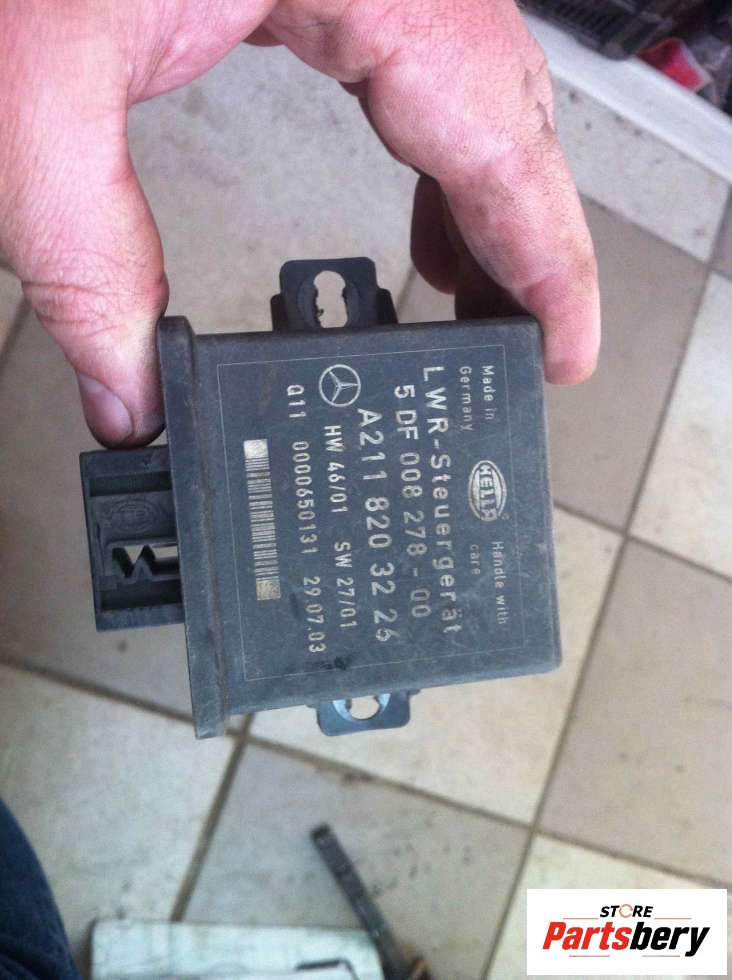 Made in
Germany
HELLA
Handle with
care
LWR-Steuergerät
5 DF 008 278-00
A211 820 32 26
HW 46/01 SW 27/01
Q11 0000650131 29.07.03
STORE
Partsbery